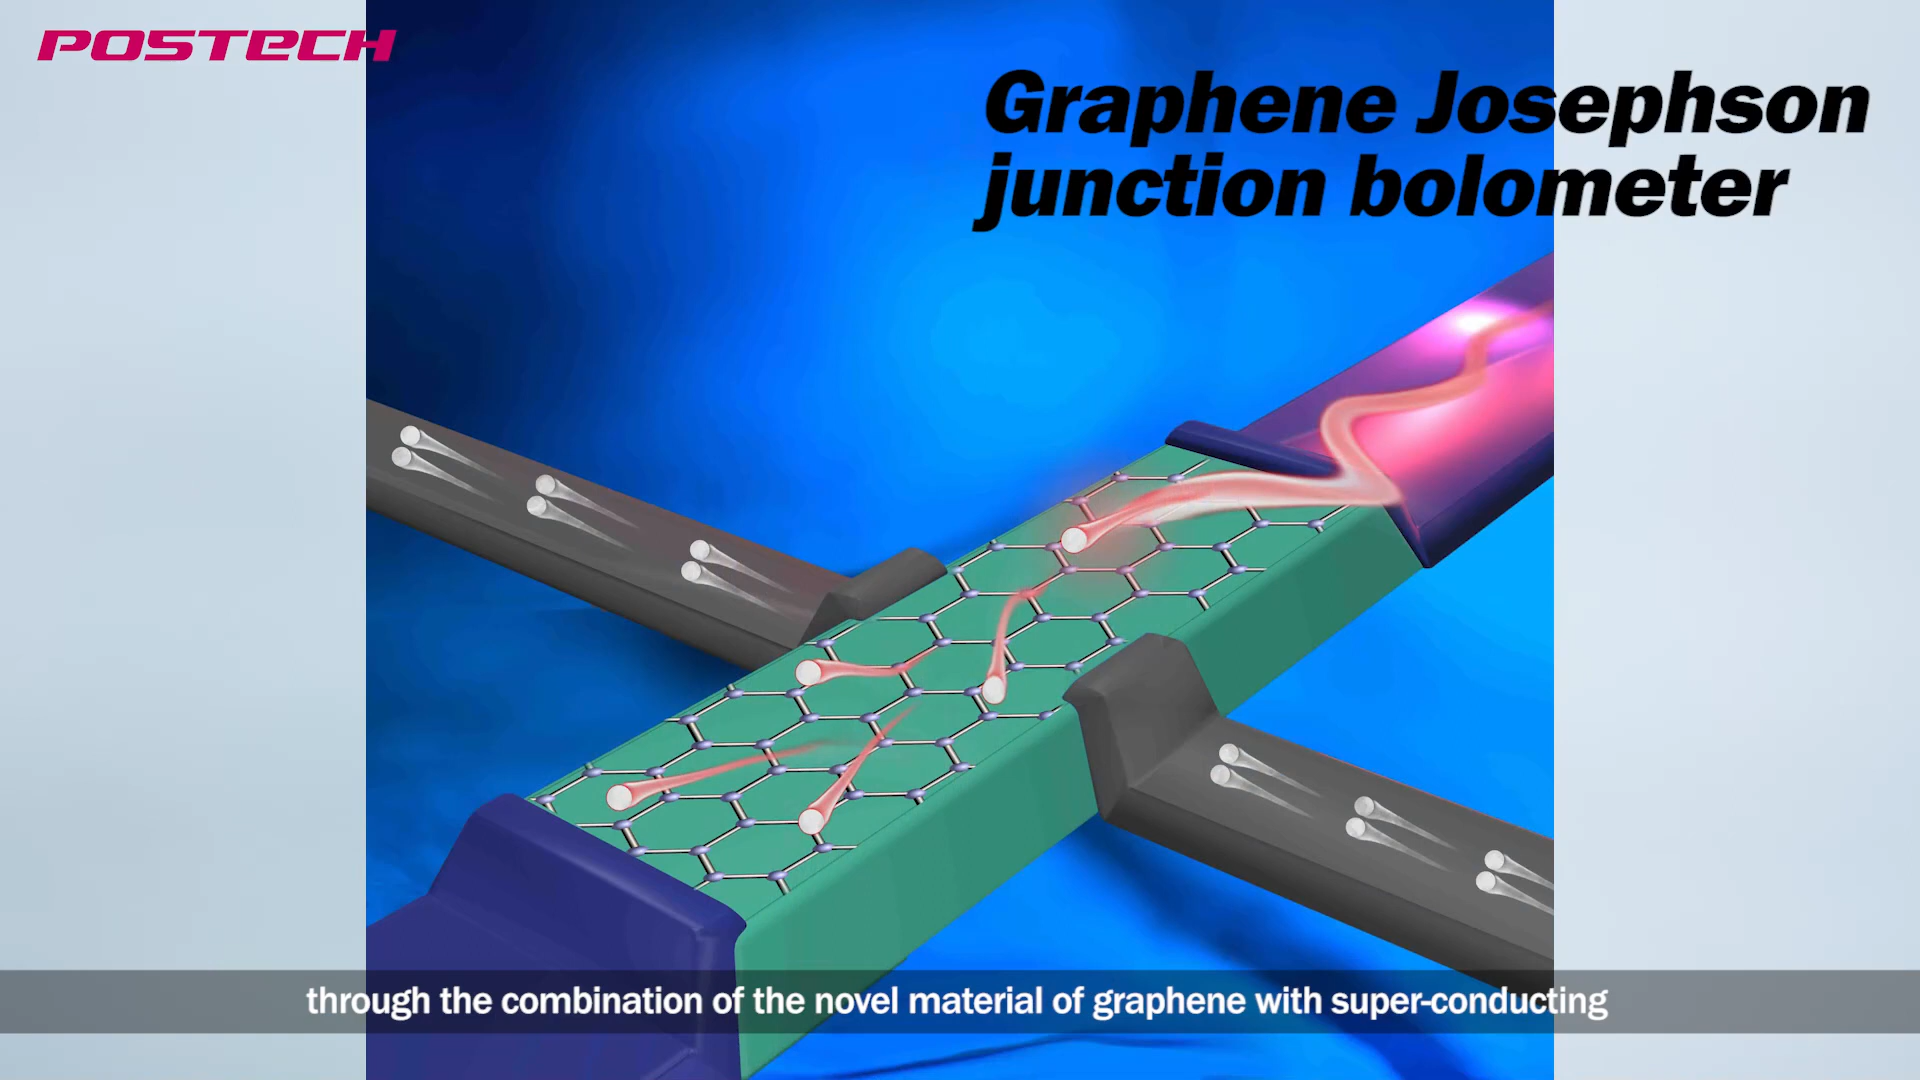 POSTECH
Graphene Josephson
junction bolometer
through the combination of the novel material of graphene with super-conducting